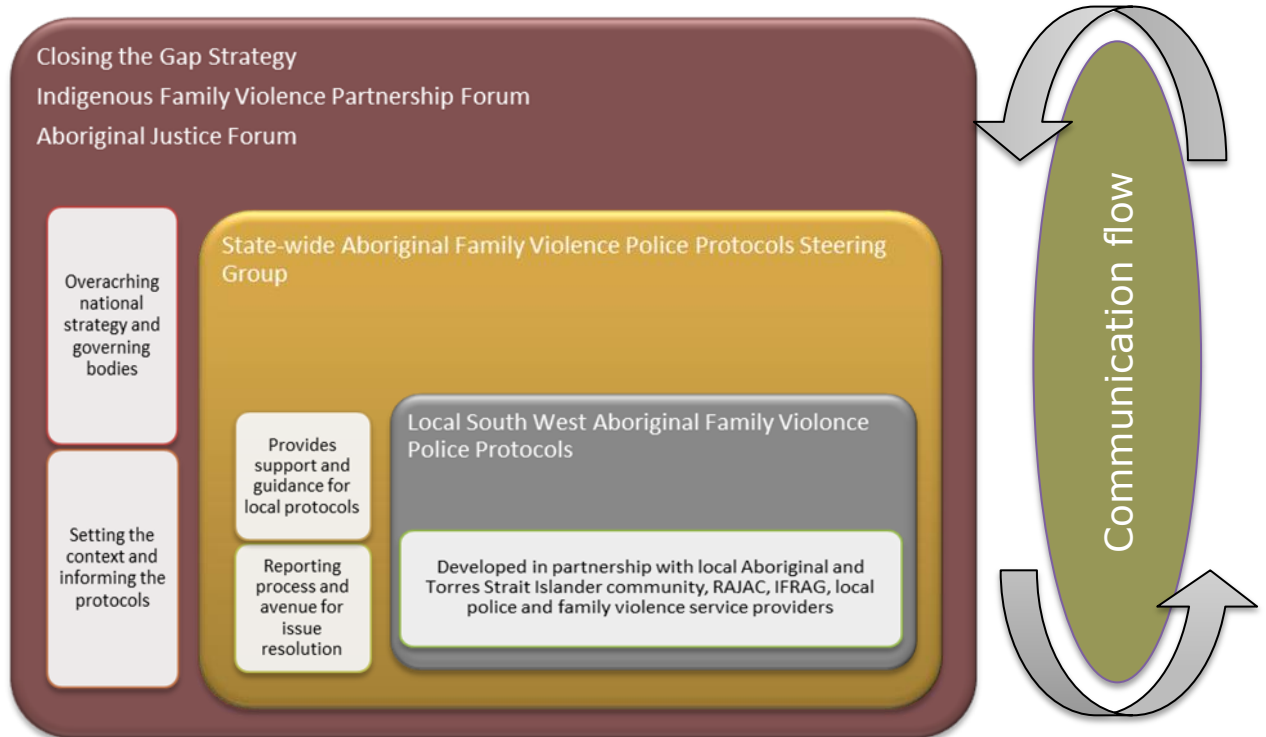 Closing the Gap Strategy
Indigenous Family Violence Partnership Forum
Aboriginal Justice Forum
Overacrhing
national
strategy and
governing
bodies
Setting the
context and
informing the
protocols
State-wide Aboriginal Family Violence Police Protocols Steering
Group
Provides
support and
guidance for
local protocols
Reporting
process and
avenue for
issue
resolution
Local South West Aboriginal Family Violonce
Police Protocols
Developed in partnership with local Aboriginal and
Torres Strait Islander community, RAJAC, IFRAG, local
police and family violence service providers
Communication flow